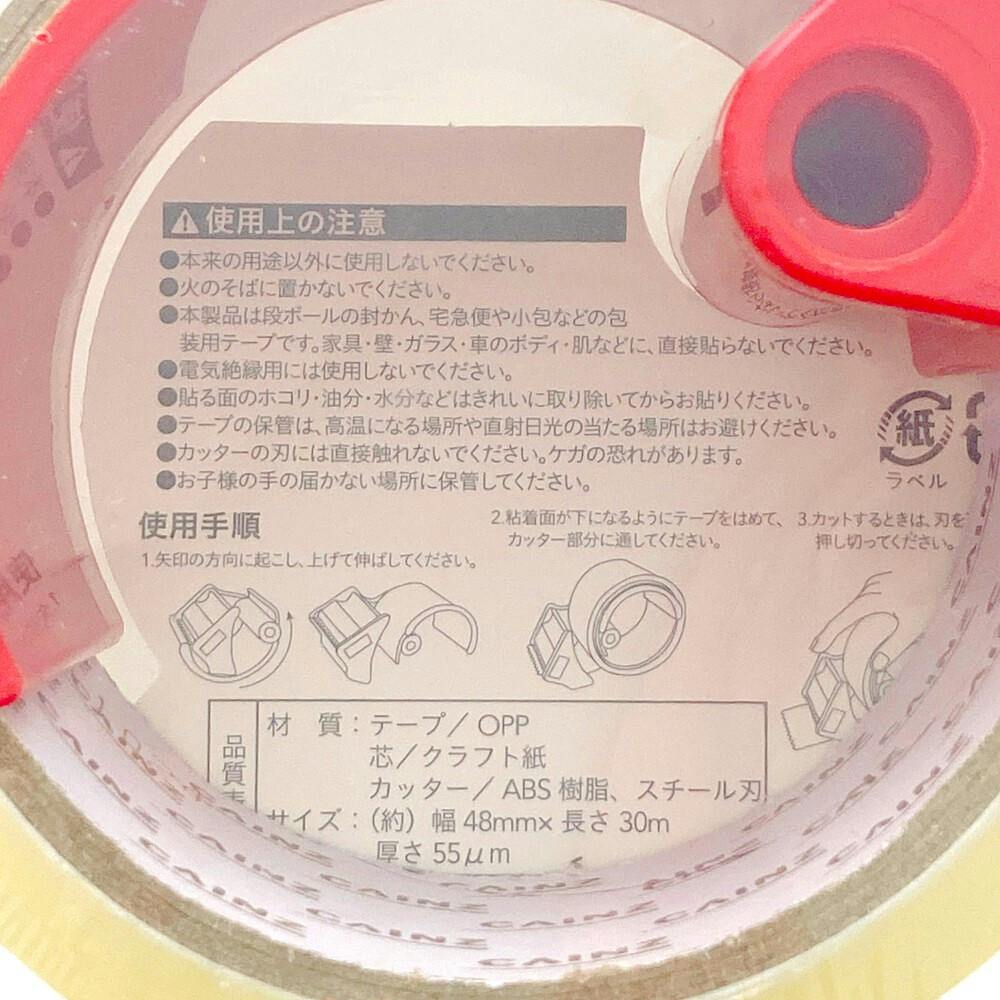 ⚠使用上の注意
●本来の用途以外に使用しないでください。
●火のそばに置かないでください。
●本製品は段ボールの封かん、宅急便や小包などの包
装用テープです。家具・壁・ガラス・車のボディ・肌などに、直接貼らないでください。
●電気絶縁用には使用しないでください。
●貼る面のホコリ・油分・水分などはきれいに取り除いてからお貼りください。
●テープの保管は、高温になる場所や直射日光の当たる場所はお避けください。
●カッターの刃には直接触れないでください。ケガの恐れがあります。
●お子様の手の届かない場所に保管してください。
紙
ラベル
使用手順
1.矢印の方向に起こし、上げて伸ばしてください。
2.粘着面が下になるようにテープをはめて、
カッター部分に通してください。
3.カットするときは、刃を
押し切ってください。
品質
材 質：テープ/OPP
芯/クラフト紙
カッター/ABS樹脂、スチール刃
サイズ：（約）幅48mm×長さ30m
厚さ55μm
CAINZ CAINZ CAINZ
CAINZ CAINZ
CAINZ CAINZ